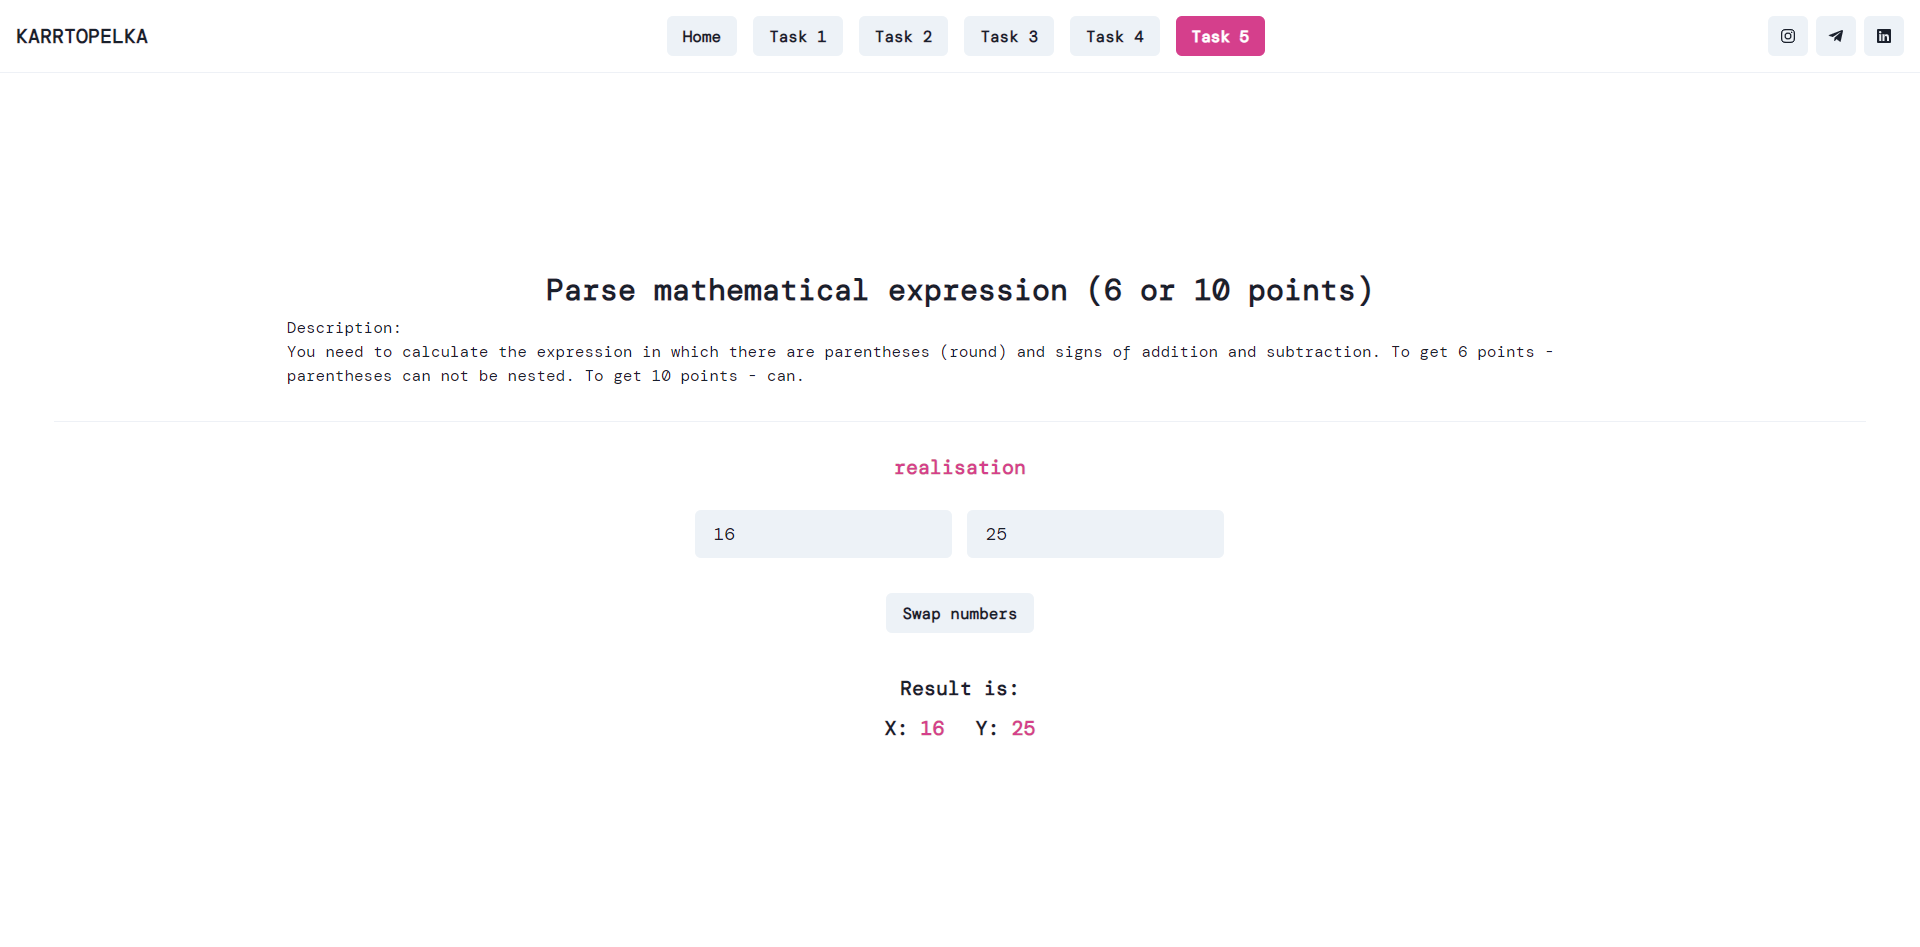 KARRTOPELKA
Home Task 1 Task 2 Task 3 Task 4 Task 5
Parse mathematical expression (6 or 10 points)
Description:
You need to calculate the expression in which there are parentheses (round) and signs of addition and subtraction. To get 6 points -
parentheses can not be nested. To get 10 points - can.
realisation
16 25
Swap numbers
Result is:
X: 16 Y: 25